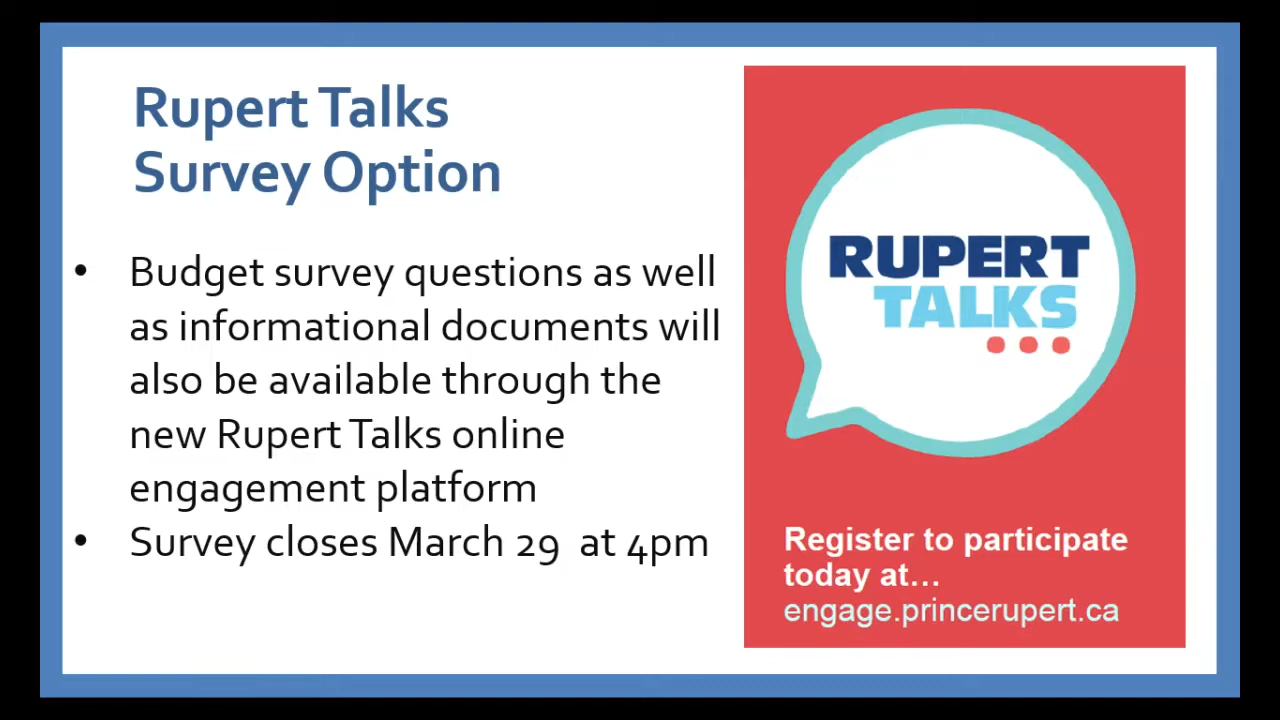 Rupert Talks
Survey Option
• Budget survey questions as well
as informational documents will
also be available through the
new Rupert Talks online
engagement platform
• Survey closes March 29 at 4pm
RUPERT
TALKS
Register to participate
today at...
engage.princerupert.ca